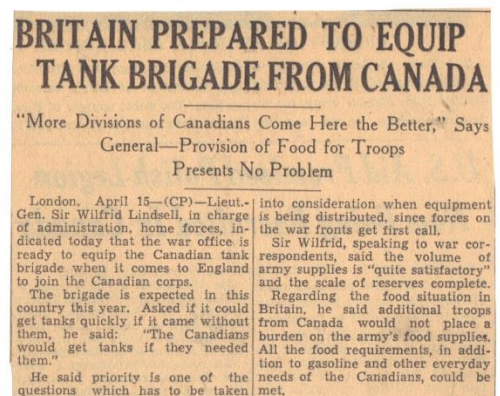 BRITAIN PREPARED TO EQUIP
TANK BRIGADE FROM CANADA
"More Divisions of Canadians Come Here the Better," Says
General—Provision of Food for Troops
Presents No Problem
London, April 15—(CP)—Lieut.-
Gen. Sir Wilfrid Lindsell, in charge
of administration, home forces, in-
dicated today that the war office is
ready to equip the Canadian tank
brigade when it comes to England
to join the Canadian corps.
The brigade is expected in this
country this year. Asked if it could
get tanks quickly if it came without
them, he said: "The Canadians
would get tanks if they needed
them."
He said priority is one of the
questions which has to be taken
into consideration when equipment
is being distributed, since forces on
the war fronts get first call.
Sir Wilfrid, speaking to war cor-
respondents, said the volume of
army supplies is "quite satisfactory"
and the scale of reserves complete.
Regarding the food situation in
Britain, he said additional troops
from Canada would not place a
burden on the army's food supplies.
All the food requirements, in addi-
tion to gasoline and other everyday
needs of the Canadians, could be
met.